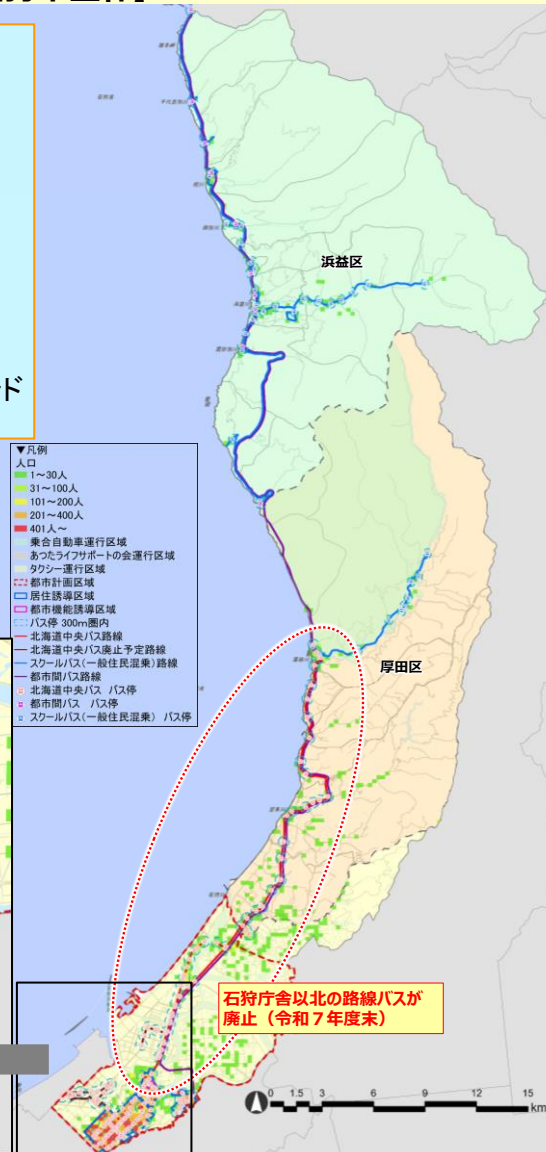 ド
浜益区
▼凡例
人口
1～30人
31～100人
101～200人
201～400人
401人～
乗合自動車運行区域
あつたライフサポートの会運行区域
タクシー運行区域
都市計画区域
居住誘導区域
都市機能誘導区域
バス停 300m圏内
北海道中央バス路線
北海道中央バス廃止予定路線
スクールバス(一般住民混乗)路線
都市間バス路線
北海道中央バス バス停
都市間バス バス停
スクールバス(一般住民混乗) バス停
厚田区
石狩庁舎以北の路線バスが
廃止（令和７年度末）
0 1.5 3 6 9 12 15
km